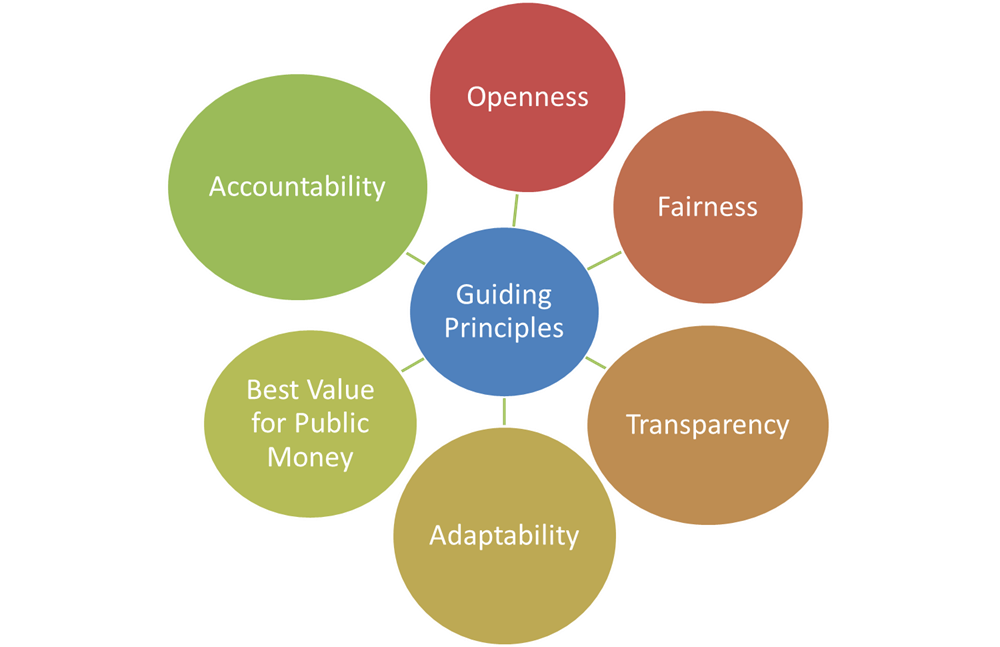 Openness
Fairness
Transparency
Adaptability
Best Value
for Public
Money
Accountability
Guiding
Principles